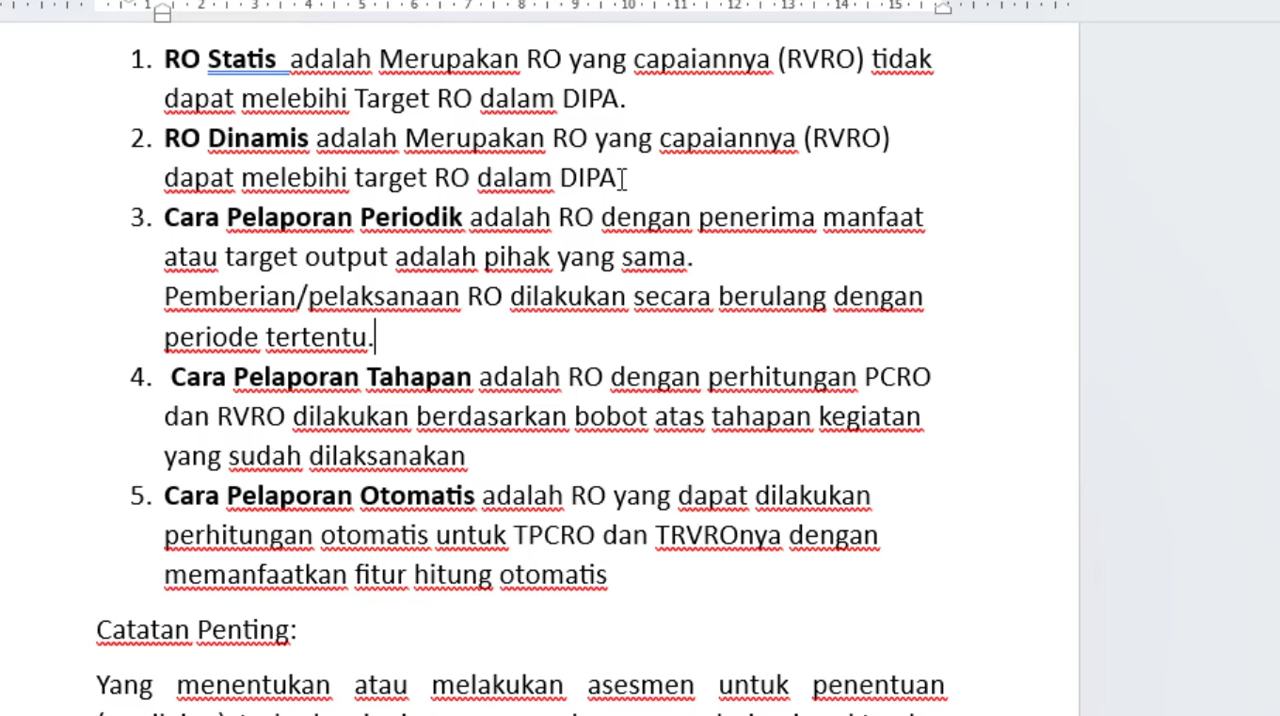 1. RO Statis  adalah Merupakan RO yang capaiannya (RVRO) tidak
dapat melebihi Target RO dalam DIPA.
2. RO Dinamis adalah Merupakan RO yang capaiannya (RVRO)
dapat melebihi target RO dalam DIPA
3. Cara Pelaporan Periodik adalah RO dengan penerima manfaat
atau target output adalah pihak yang sama.
Pemberian/pelaksanaan RO dilakukan secara berulang dengan
periode tertentu.
4. Cara Pelaporan Tahapan adalah RO dengan perhitungan PCRO
dan RVRO dilakukan berdasarkan bobot atas tahapan kegiatan
yang sudah dilaksanakan
5. Cara Pelaporan Otomatis adalah RO yang dapat dilakukan
perhitungan otomatis untuk TPCRO dan TRVROnya dengan
memanfaatkan fitur hitung otomatis
Catatan Penting:
Yang menentukan atau melakukan asesmen untuk penentuan